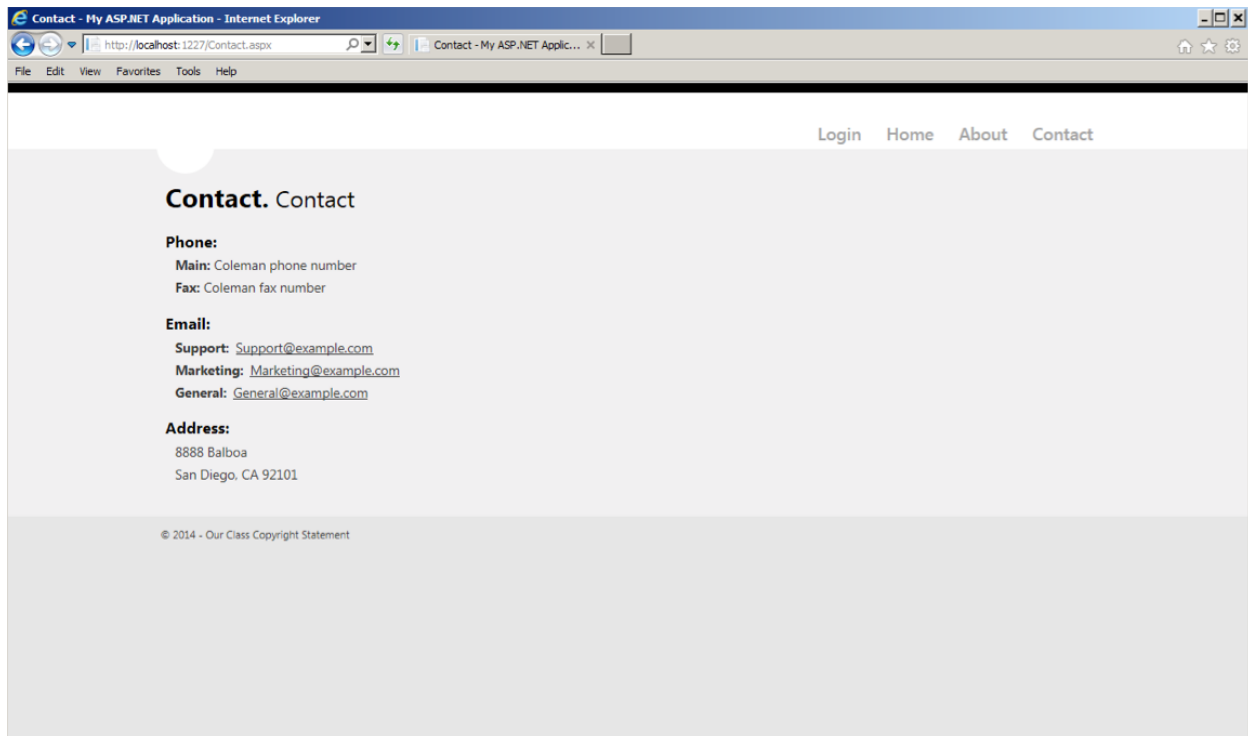 Contact - My ASP.NET Application - Internet Explorer
http://localhost:1227/Contact.aspx
Contact - My ASP.NET Applic...
File Edit View Favorites Tools Help
Login Home About Contact
Contact. Contact
Phone:
Main: Coleman phone number
Fax: Coleman fax number
Email:
Support: Support@example.com
Marketing: Marketing@example.com
General: General@example.com
Address:
8888 Balboa
San Diego, CA 92101
© 2014 - Our Class Copyright Statement